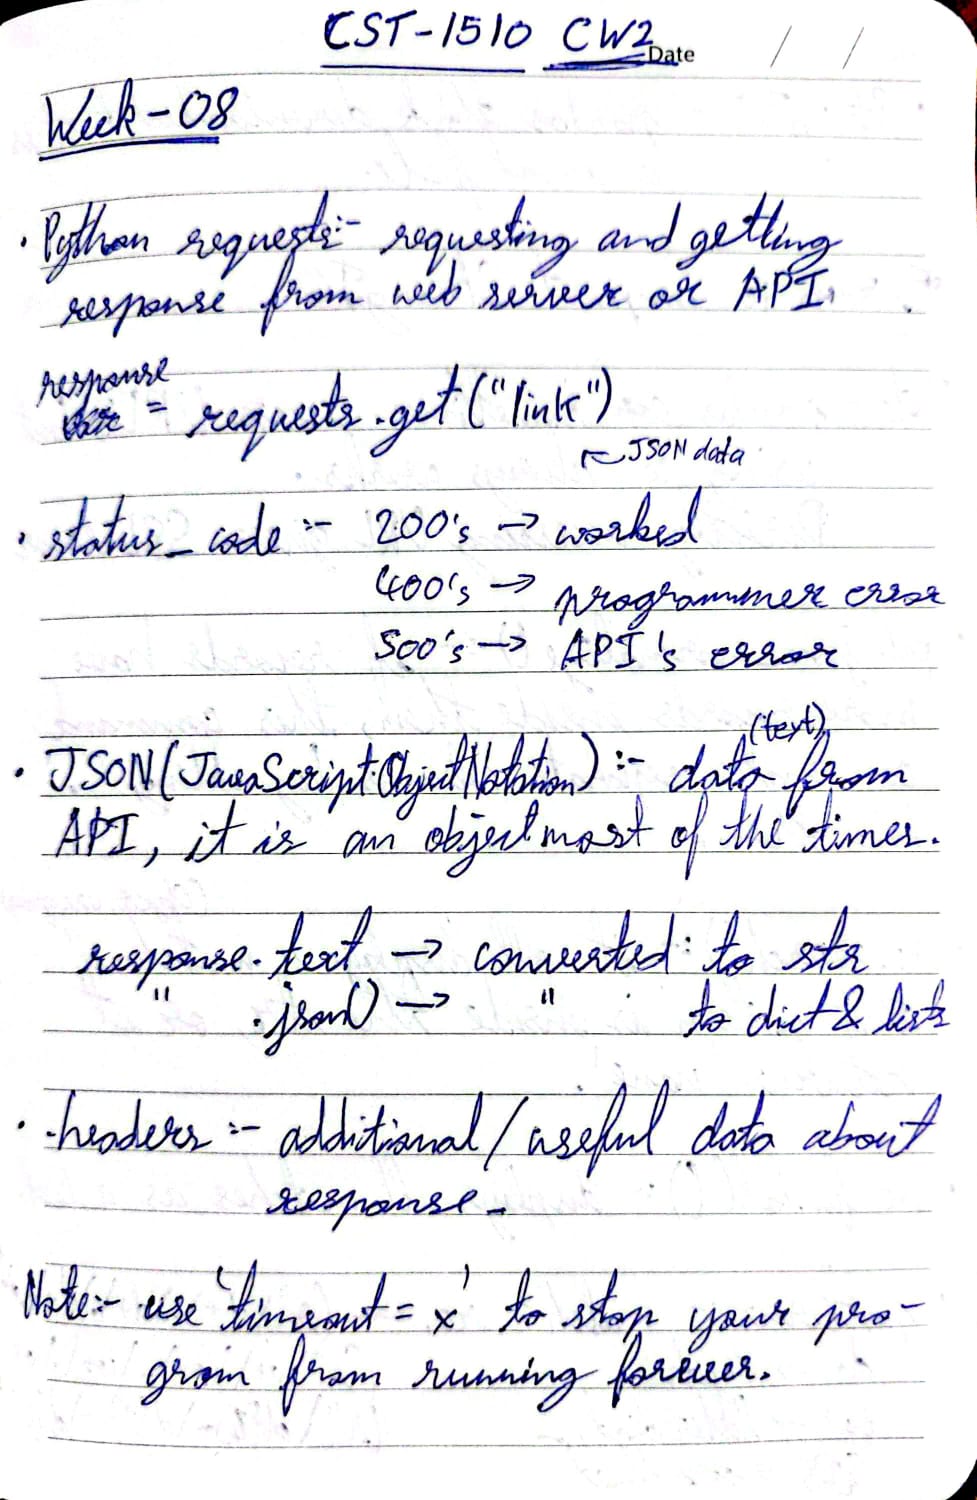 CST-1510 CW2
Date / /
Week-08
• Python requests:- requesting and getting
response from web server or API.
response
= requests.get("link")
↖ JSON data
• status_code :- 200's → worked
400's → programmer error
500's → API's error
(text)
• JSON(JavaScript Object Notation) :- data from
API, it is an object most of the times.
response.text → converted to str
" .json() → " to dict & lists
• .headers :- additional/useful data about
response.
Note:- use 'timeout = x' to stop your pro-
gram from running forever.